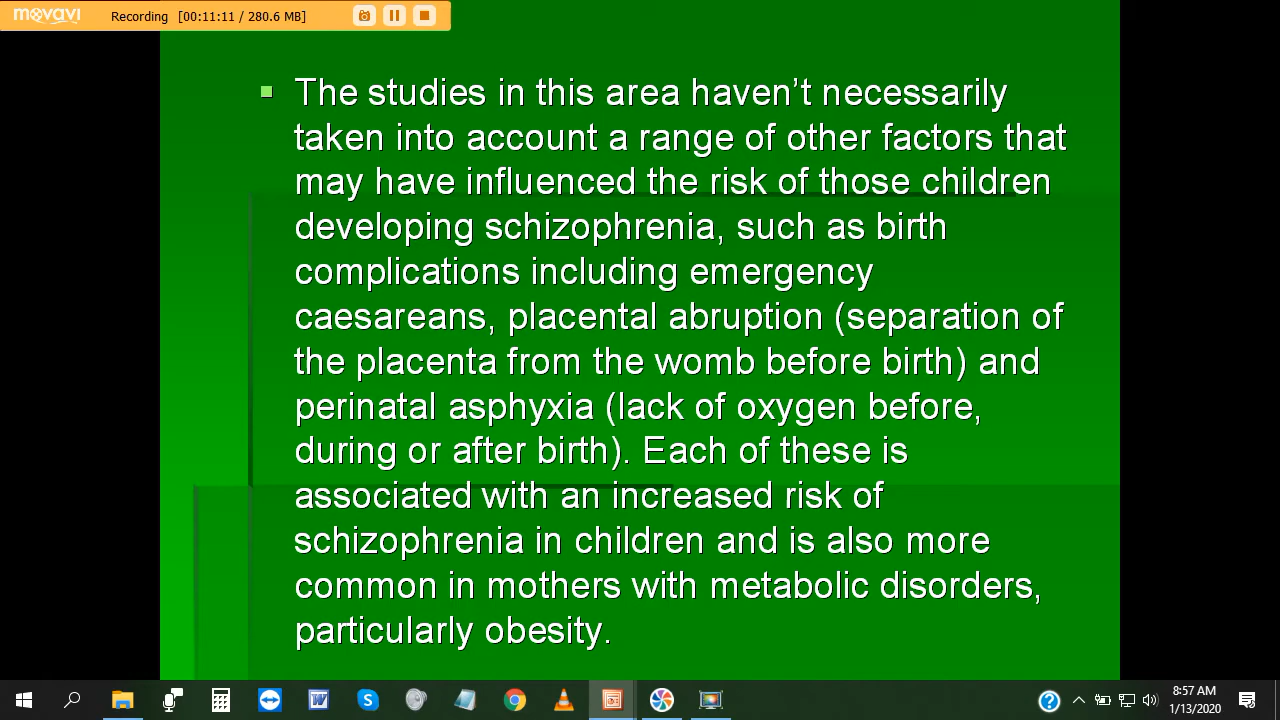 movavi
Recording [00:11:11 / 280.6 MB]
The studies in this area haven’t necessarily
taken into account a range of other factors that
may have influenced the risk of those children
developing schizophrenia, such as birth
complications including emergency
caesareans, placental abruption (separation of
the placenta from the womb before birth) and
perinatal asphyxia (lack of oxygen before,
during or after birth). Each of these is
associated with an increased risk of
schizophrenia in children and is also more
common in mothers with metabolic disorders,
particularly obesity.
8:57 AM
1/13/2020